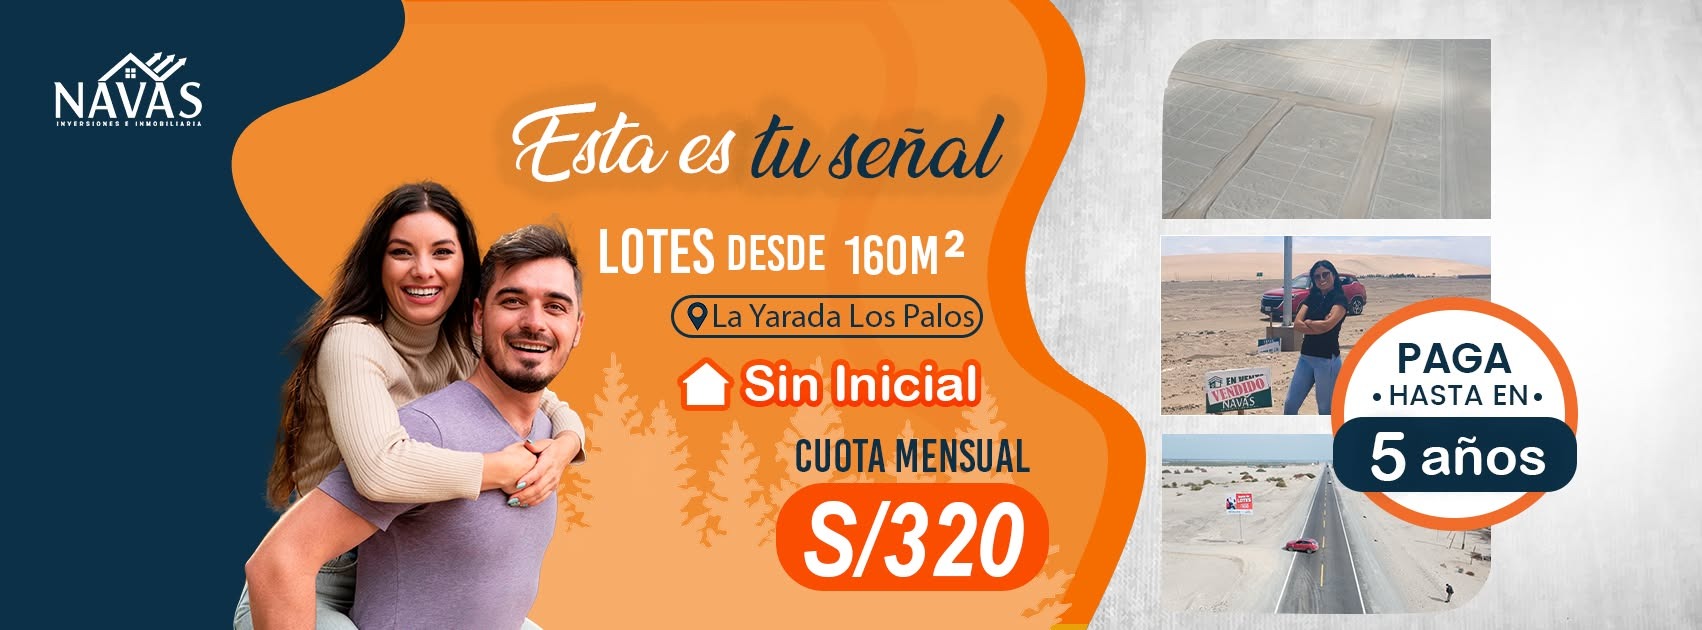 NAVAS
INVERSIONES E INMOBILIARIA
Esta es tu señal
LOTES DESDE 160M²
La Yarada Los Palos
Sin Inicial
CUOTA MENSUAL
S/320
VENDIDO
NAVAS
PAGA
• HASTA EN •
5 años
LOTES